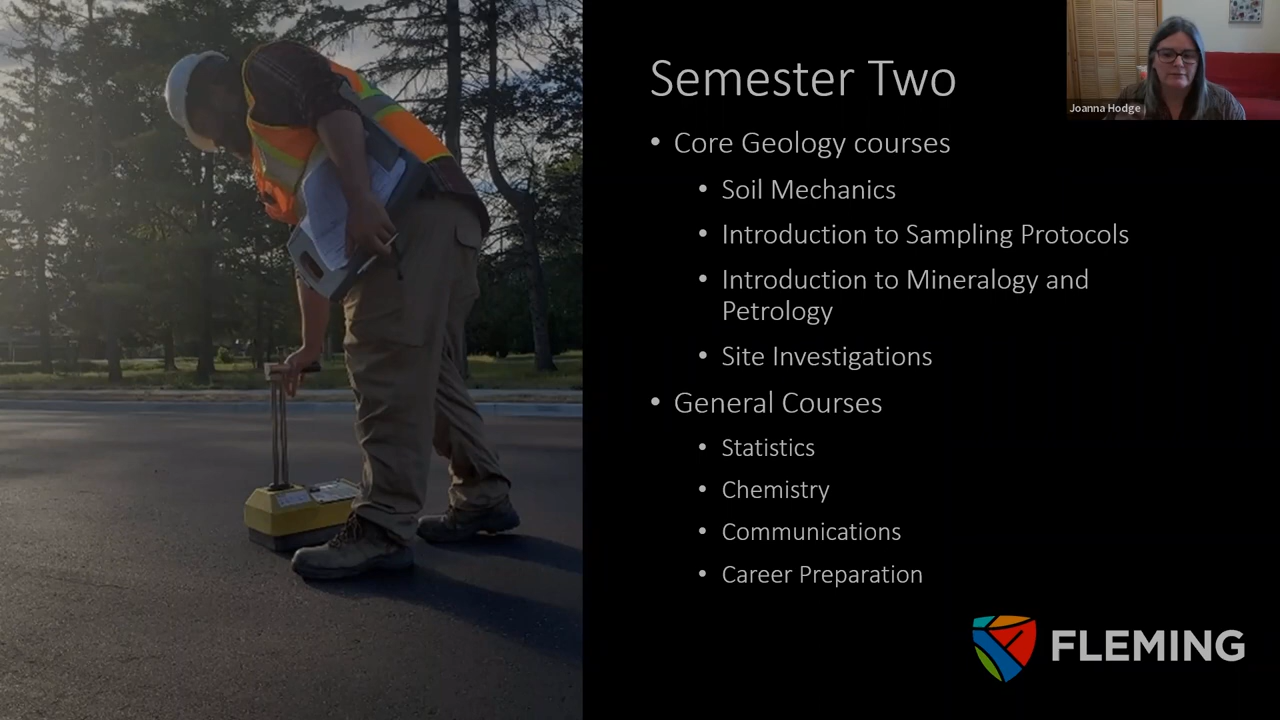 Semester Two
Joanna Hodge
• Core Geology courses
• Soil Mechanics
• Introduction to Sampling Protocols
• Introduction to Mineralogy and
Petrology
• Site Investigations
• General Courses
• Statistics
• Chemistry
• Communications
• Career Preparation
FLEMING